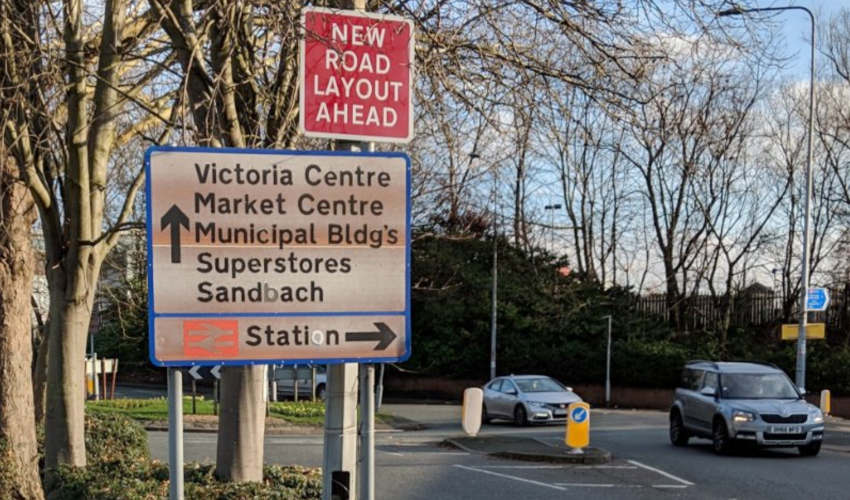 NEW
ROAD
LAYOUT
AHEAD
Victoria Centre
Market Centre
Municipal Bldg's
Superstores
Sandbach
Station